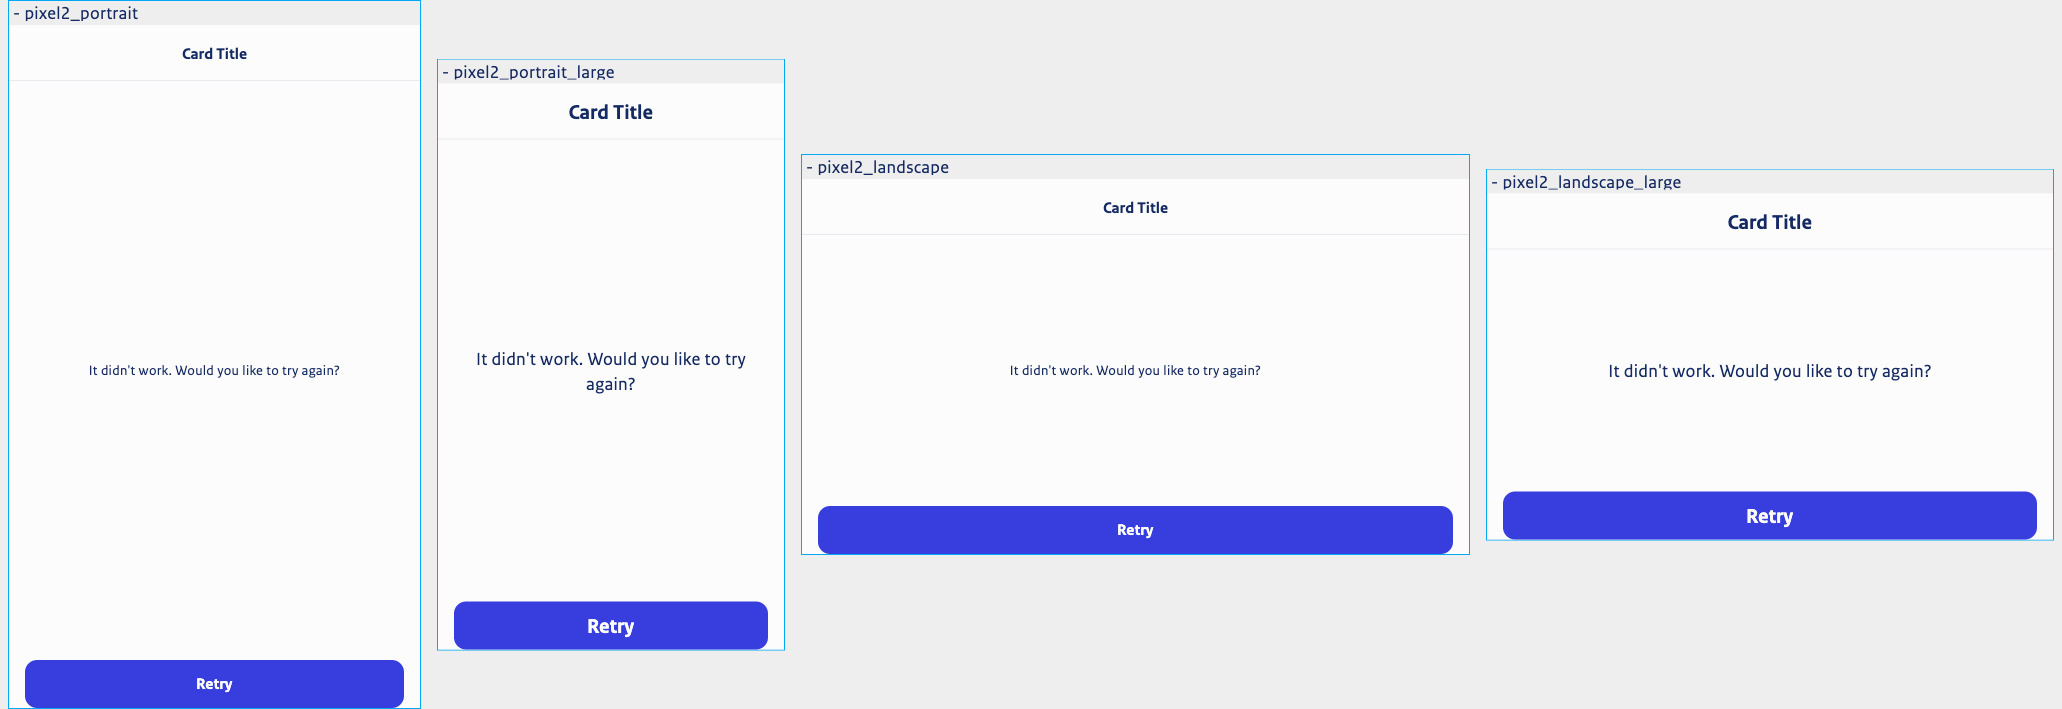 - pixel2_portrait
Card Title
It didn't work. Would you like to try again?
Retry
- pixel2_portrait_large
Card Title
It didn't work. Would you like to try
again?
Retry
- pixel2_landscape
Card Title
It didn't work. Would you like to try again?
Retry
- pixel2_landscape_large
Card Title
It didn't work. Would you like to try again?
Retry